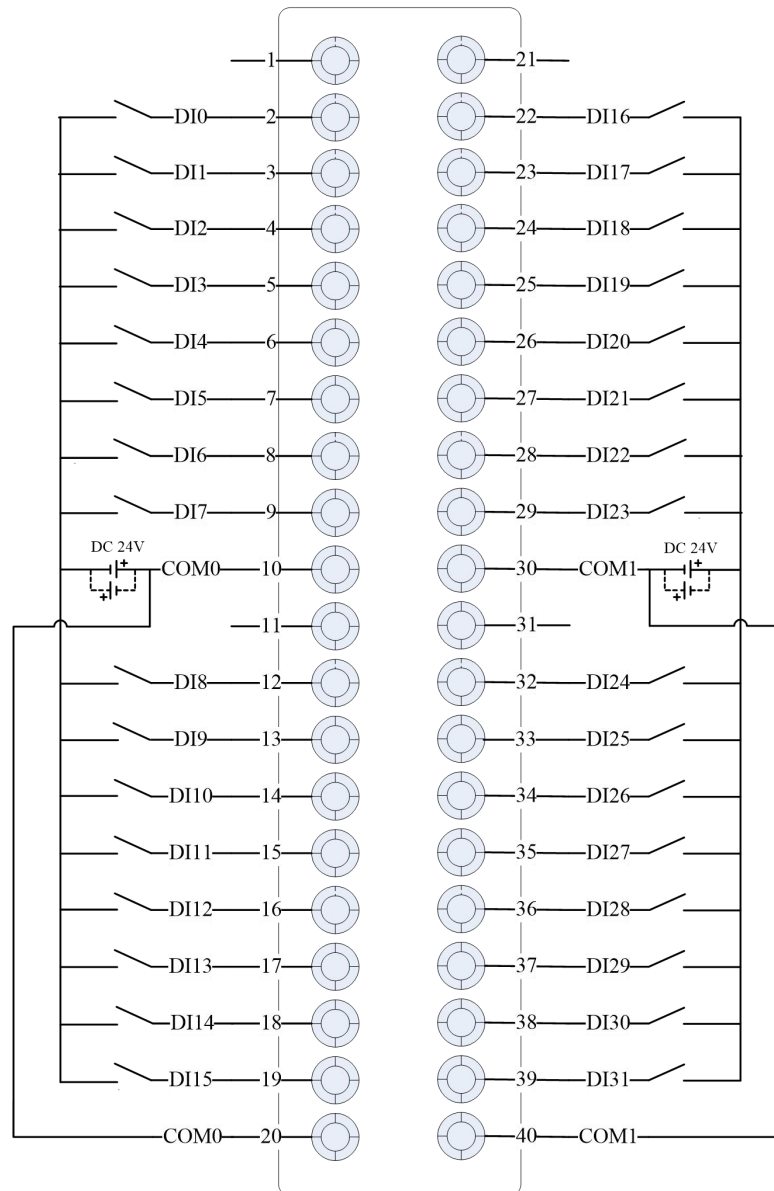 1 21
DI0 2 22 DI16
DI1 3 23 DI17
DI2 4 24 DI18
DI3 5 25 DI19
DI4 6 26 DI20
DI5 7 27 DI21
DI6 8 28 DI22
DI7 9 29 DI23
DC 24V DC 24V
+ +
COM0 10 30 COM1
+ +
11 31
DI8 12 32 DI24
DI9 13 33 DI25
DI10 14 34 DI26
DI11 15 35 DI27
DI12 16 36 DI28
DI13 17 37 DI29
DI14 18 38 DI30
DI15 19 39 DI31
COM0 20 40 COM1